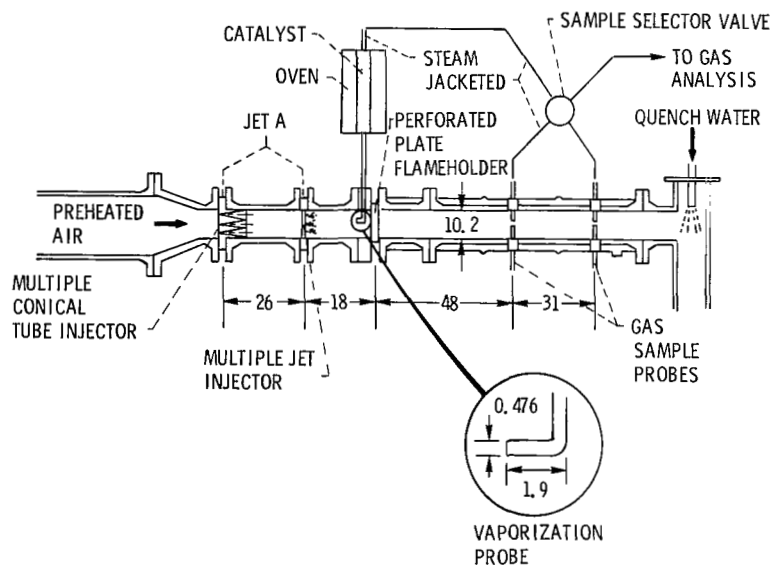 SAMPLE SELECTOR VALVE
CATALYST
STEAM
JACKETED
OVEN
TO GAS
ANALYSIS
JET A
PERFORATED
PLATE
FLAMEHOLDER
QUENCH WATER
PREHEATED
AIR
10.2
MULTIPLE
CONICAL
TUBE INJECTOR
26
18
48
31
MULTIPLE JET
INJECTOR
GAS
SAMPLE
PROBES
0.476
1.9
VAPORIZATION
PROBE